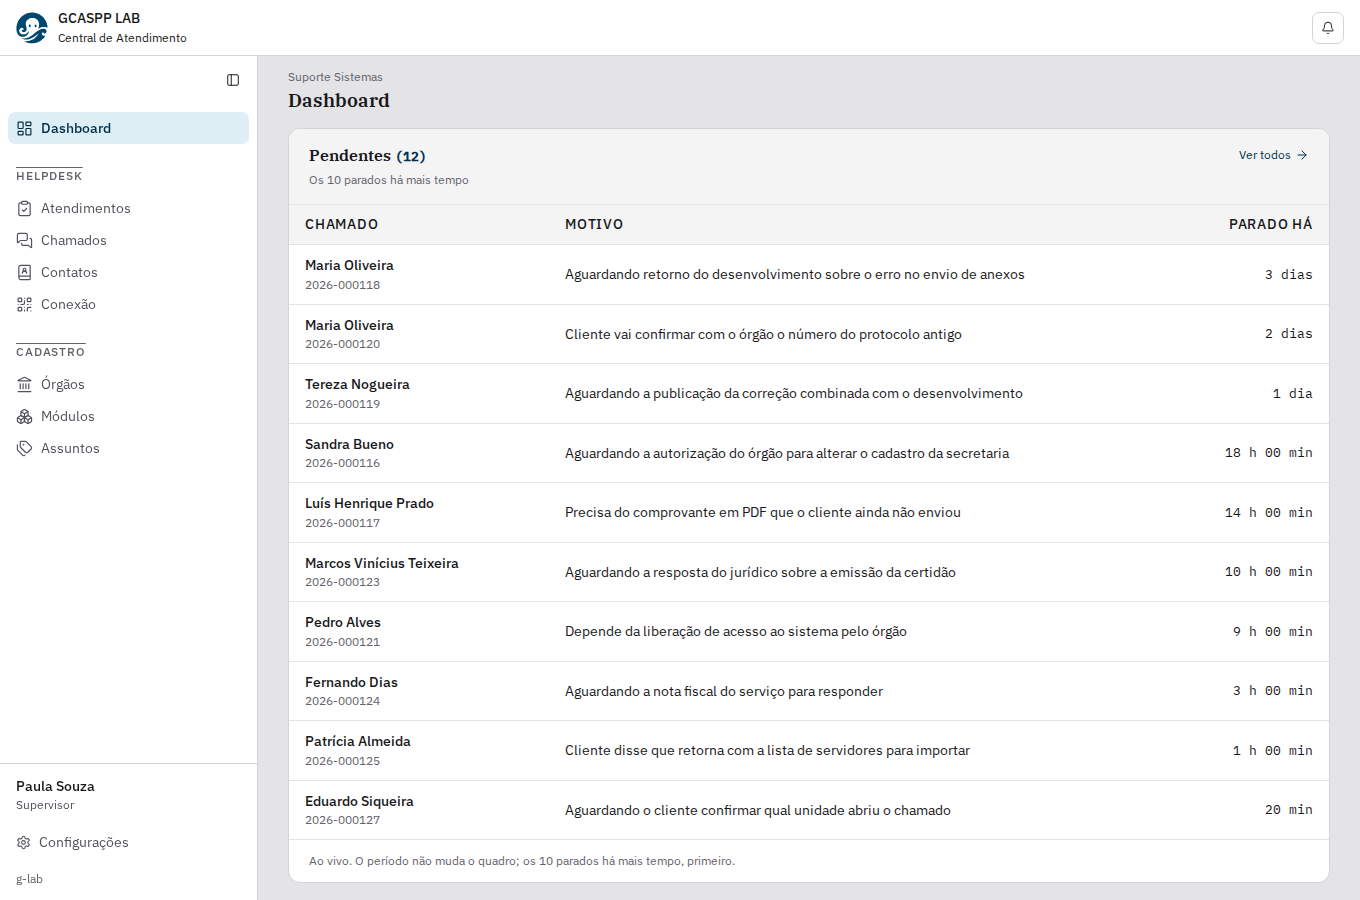 GCASPP LAB
Central de Atendimento
Dashboard
HELPDESK
Atendimentos
Chamados
Contatos
Conexão
CADASTRO
Órgãos
Módulos
Assuntos
Paula Souza
Supervisor
Configurações
g-lab
Suporte Sistemas
Dashboard
Pendentes (12)
Ver todos
Os 10 parados há mais tempo
CHAMADO MOTIVO PARADO HÁ
Maria Oliveira
2026-000118
Aguardando retorno do desenvolvimento sobre o erro no envio de anexos
3 dias
Maria Oliveira
2026-000120
Cliente vai confirmar com o órgão o número do protocolo antigo
2 dias
Tereza Nogueira
2026-000119
Aguardando a publicação da correção combinada com o desenvolvimento
1 dia
Sandra Bueno
2026-000116
Aguardando a autorização do órgão para alterar o cadastro da secretaria
18 h 00 min
Luís Henrique Prado
2026-000117
Precisa do comprovante em PDF que o cliente ainda não enviou
14 h 00 min
Marcos Vinícius Teixeira
2026-000123
Aguardando a resposta do jurídico sobre a emissão da certidão
10 h 00 min
Pedro Alves
2026-000121
Depende da liberação de acesso ao sistema pelo órgão
9 h 00 min
Fernando Dias
2026-000124
Aguardando a nota fiscal do serviço para responder
3 h 00 min
Patrícia Almeida
2026-000125
Cliente disse que retorna com a lista de servidores para importar
1 h 00 min
Eduardo Siqueira
2026-000127
Aguardando o cliente confirmar qual unidade abriu o chamado
20 min
Ao vivo. O período não muda o quadro; os 10 parados há mais tempo, primeiro.